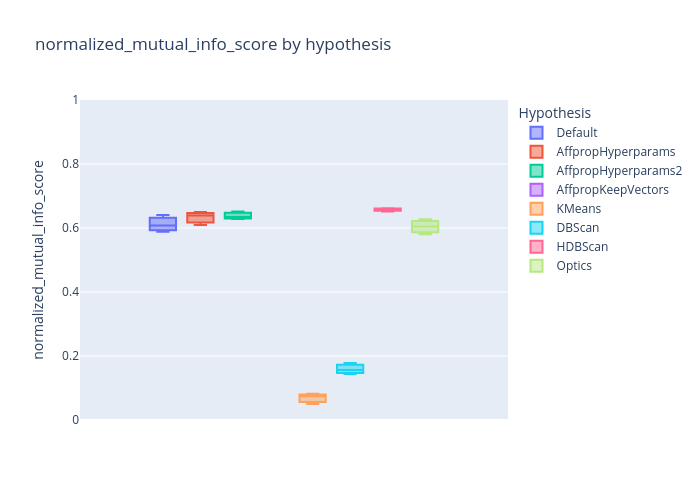 normalized_mutual_info_score by hypothesis
normalized_mutual_info_score
1
0.8
0.6
0.4
0.2
0
Hypothesis
Default
AffpropHyperparams
AffpropHyperparams2
AffpropKeepVectors
KMeans
DBScan
HDBScan
Optics